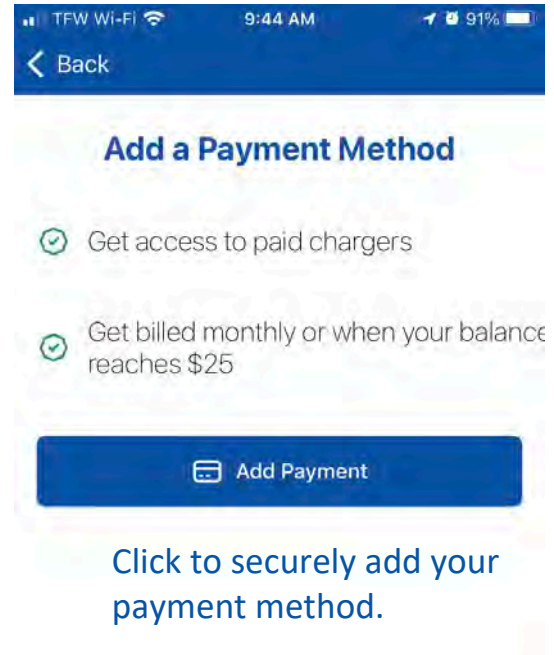 TFW Wi-Fi 9:44 AM 91%
Back
Add a Payment Method
Get access to paid chargers
Get billed monthly or when your balance
reaches $25
Add Payment
Click to securely add your
payment method.